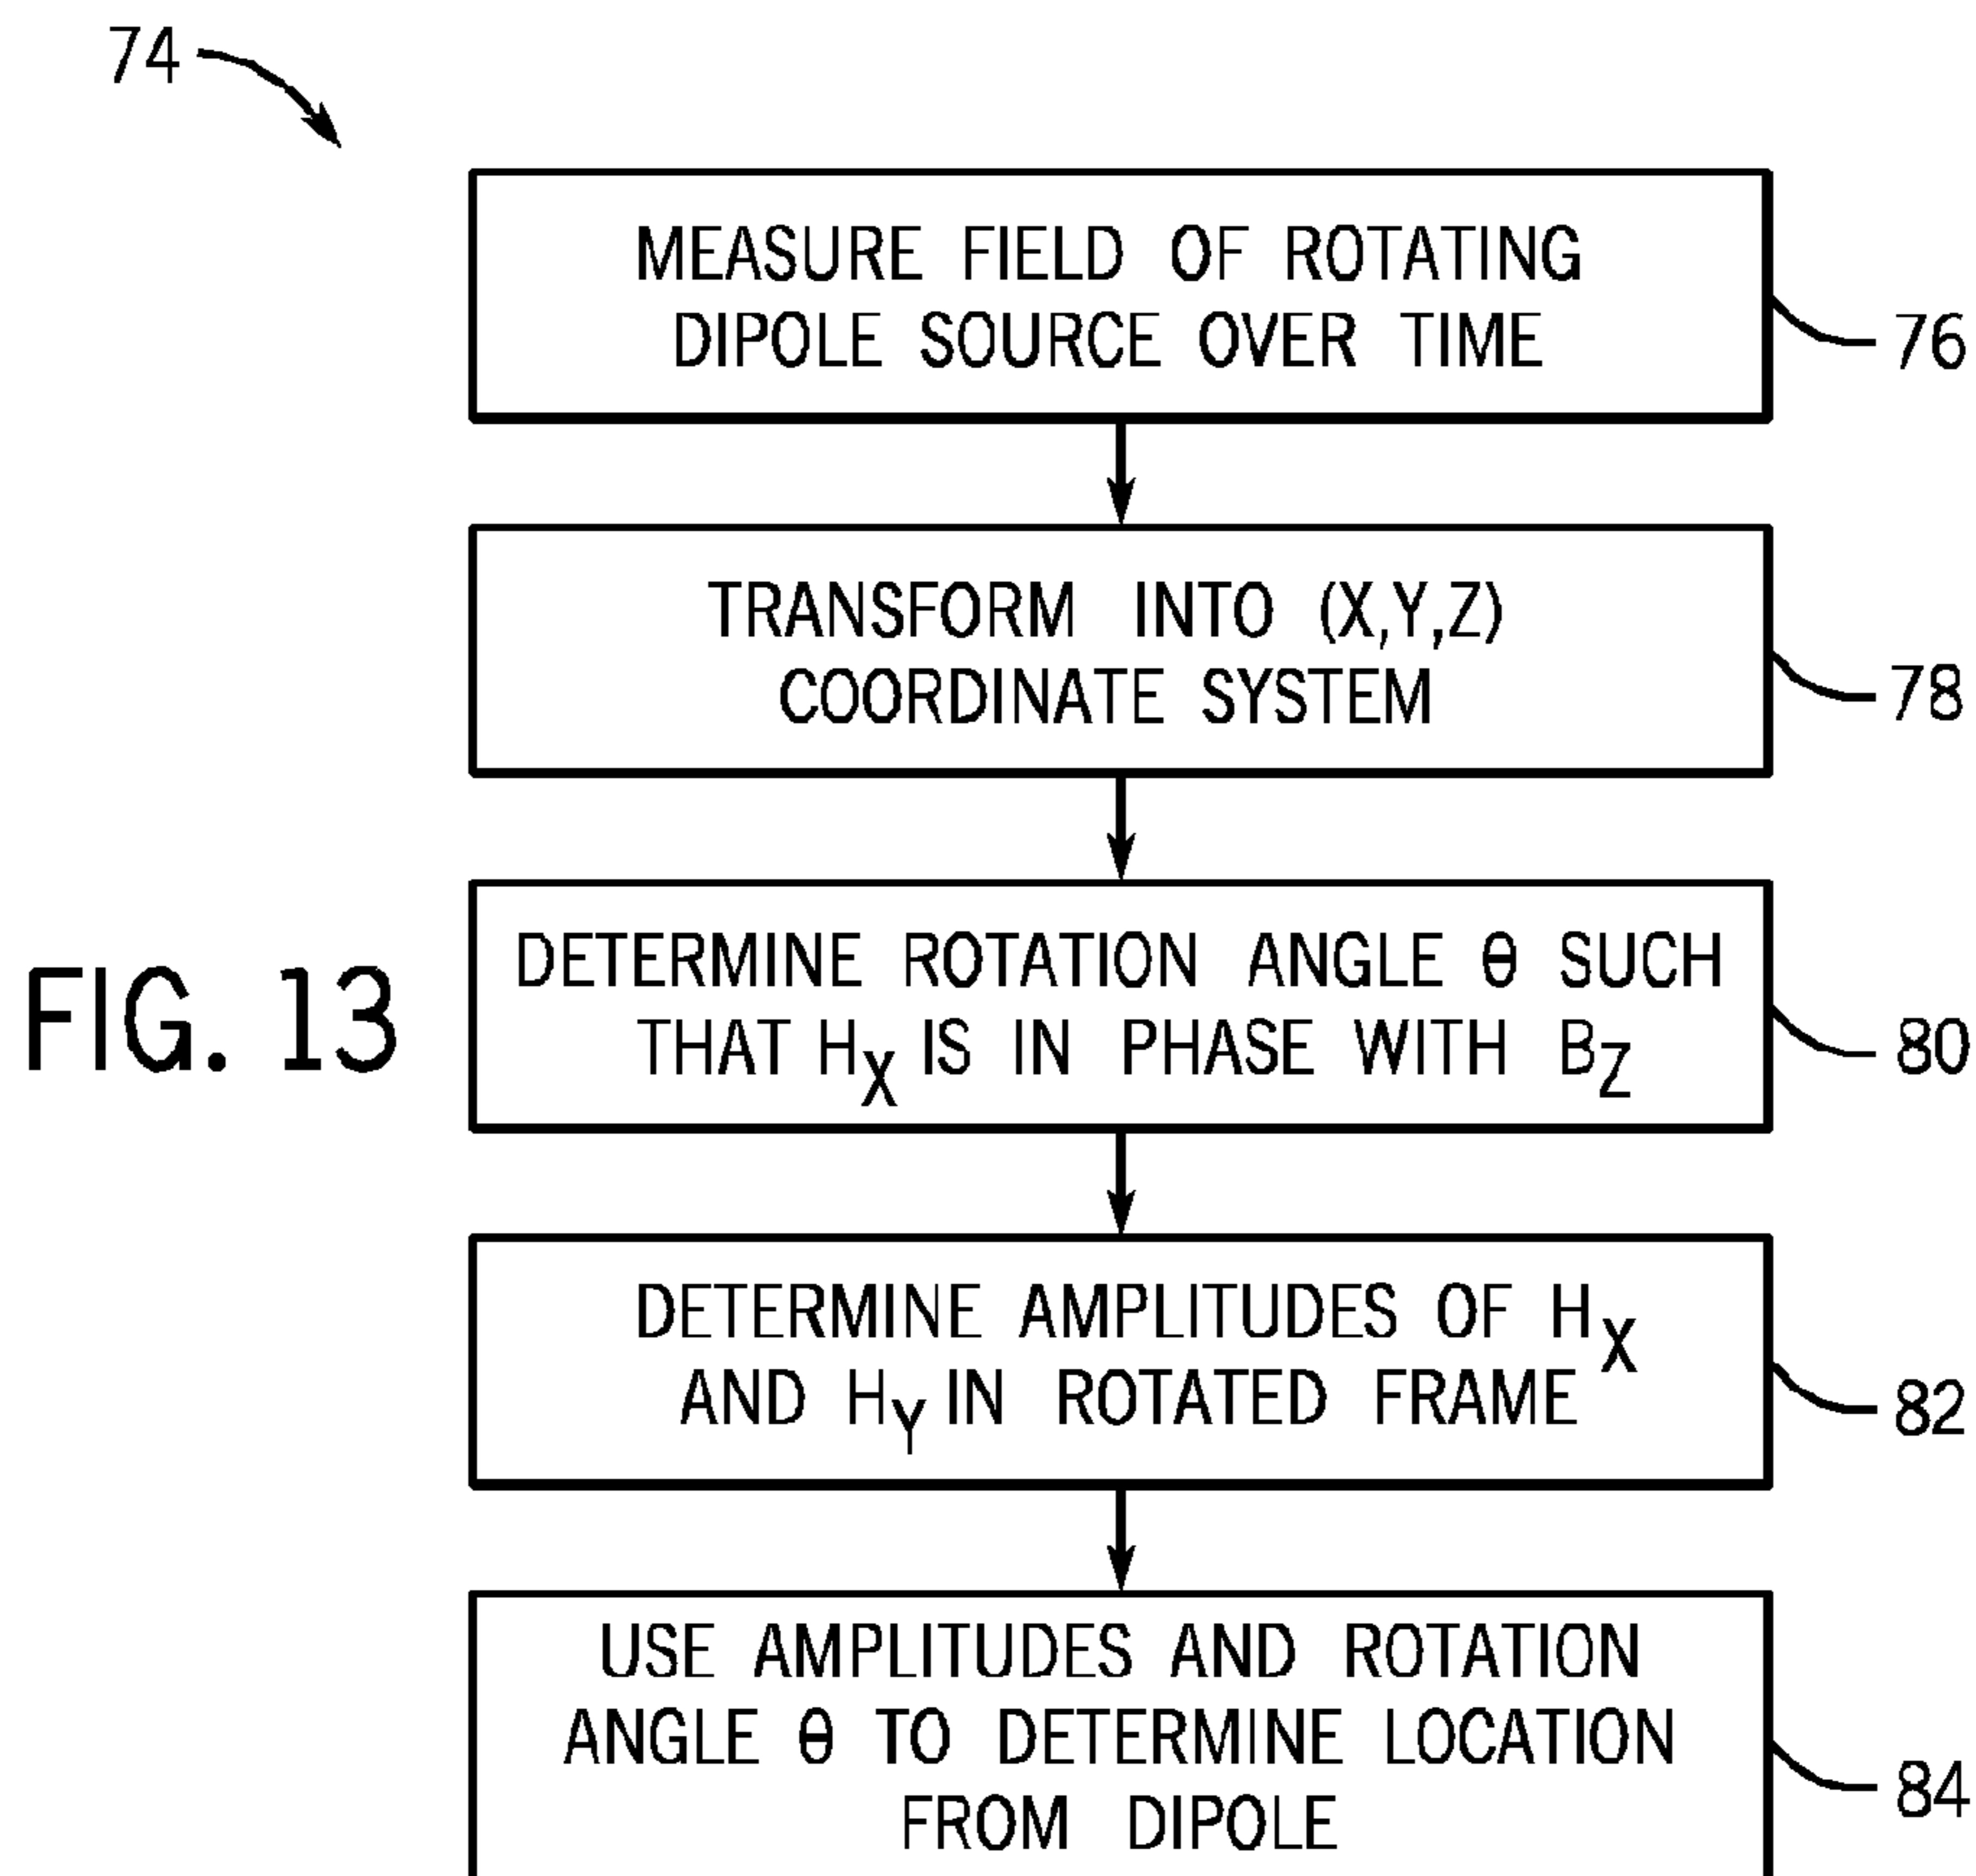 74
MEASURE FIELD OF ROTATING
DIPOLE SOURCE OVER TIME
76
TRANSFORM INTO (X,Y,Z)
COORDINATE SYSTEM
78
DETERMINE ROTATION ANGLE θ SUCH
THAT HX IS IN PHASE WITH BZ
80
FIG. 13
DETERMINE AMPLITUDES OF HX
AND HY IN ROTATED FRAME
82
USE AMPLITUDES AND ROTATION
ANGLE θ TO DETERMINE LOCATION
FROM DIPOLE
84